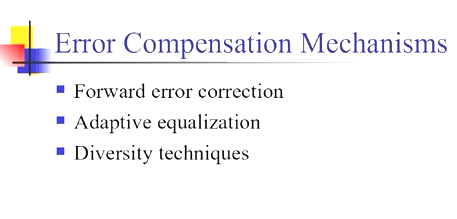 Error Compensation Mechanisms
Forward error correction
Adaptive equalization
Diversity techniques